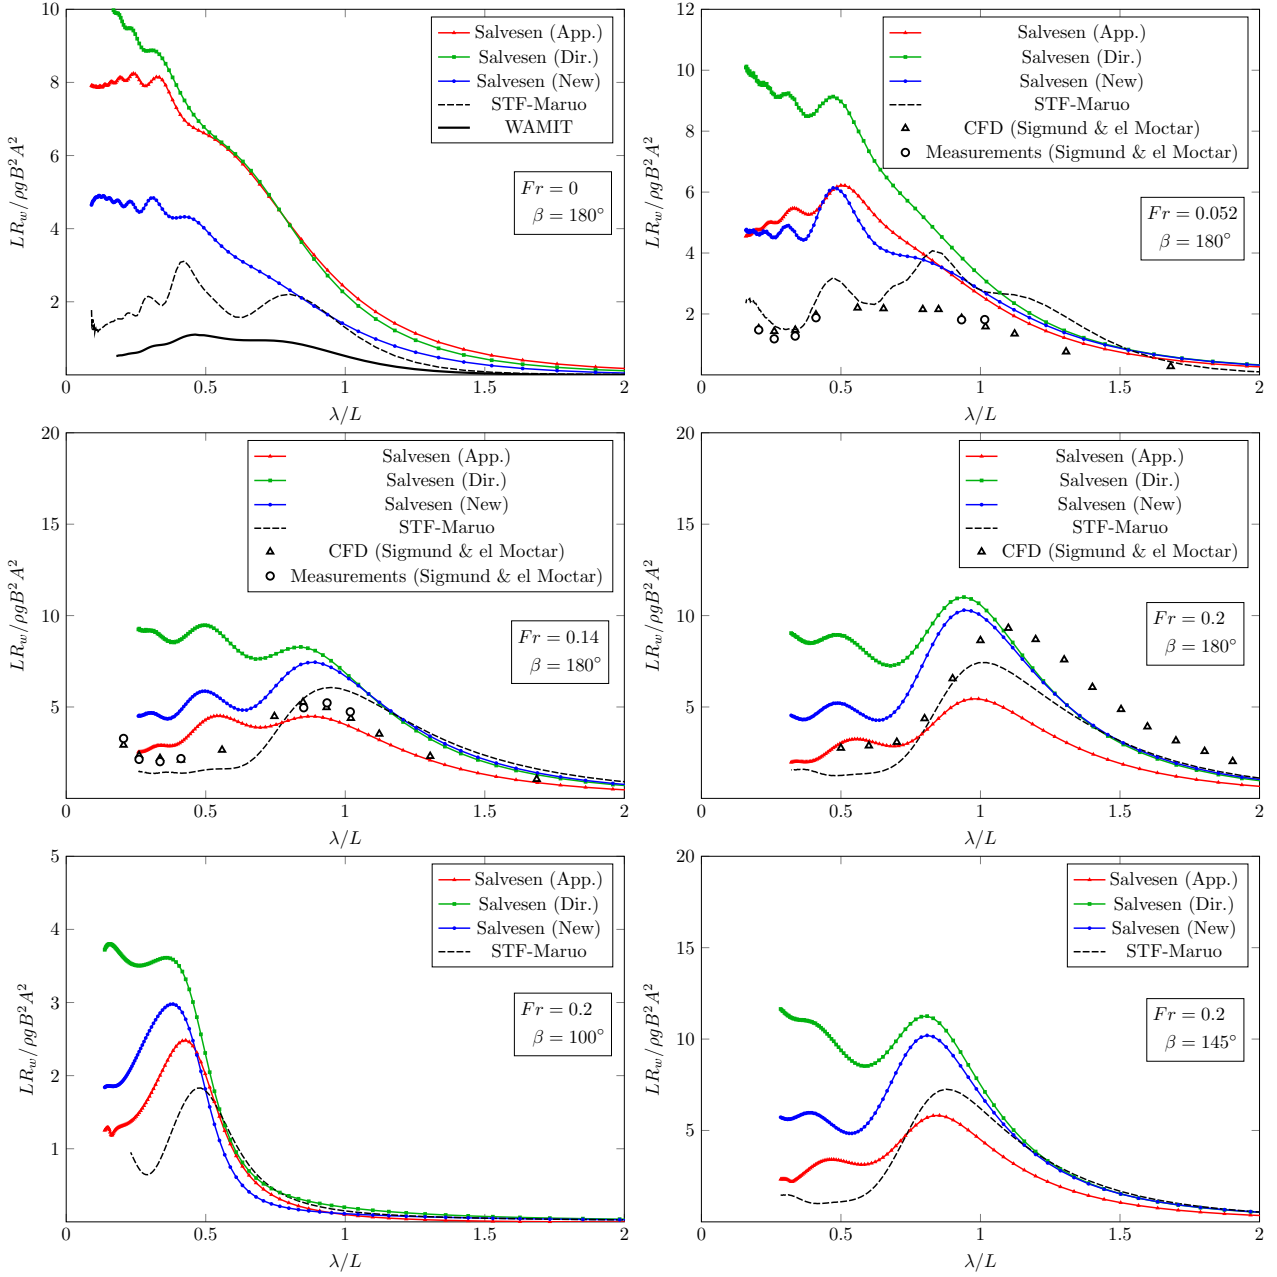 10
8
6
4
2
0
0.5
1
1.5
2
LR_w/ρgB²A²
λ/L
Salvesen (App.)
Salvesen (Dir.)
Salvesen (New)
STF-Maruo
WAMIT
Fr = 0
β = 180°
12
10
8
6
4
2
0
0.5
1
1.5
2
LR_w/ρgB²A²
λ/L
Salvesen (App.)
Salvesen (Dir.)
Salvesen (New)
STF-Maruo
CFD (Sigmund & el Moctar)
Measurements (Sigmund & el Moctar)
Fr = 0.052
β = 180°
20
15
10
5
0
0.5
1
1.5
2
LR_w/ρgB²A²
λ/L
Salvesen (App.)
Salvesen (Dir.)
Salvesen (New)
STF-Maruo
CFD (Sigmund & el Moctar)
Measurements (Sigmund & el Moctar)
Fr = 0.14
β = 180°
20
15
10
5
0
0.5
1
1.5
2
LR_w/ρgB²A²
λ/L
Salvesen (App.)
Salvesen (Dir.)
Salvesen (New)
STF-Maruo
CFD (Sigmund & el Moctar)
Fr = 0.2
β = 180°
5
4
3
2
1
0
0.5
1
1.5
2
LR_w/ρgB²A²
λ/L
Salvesen (App.)
Salvesen (Dir.)
Salvesen (New)
STF-Maruo
Fr = 0.2
β = 100°
20
15
10
5
0
0.5
1
1.5
2
LR_w/ρgB²A²
λ/L
Salvesen (App.)
Salvesen (Dir.)
Salvesen (New)
STF-Maruo
Fr = 0.2
β = 145°